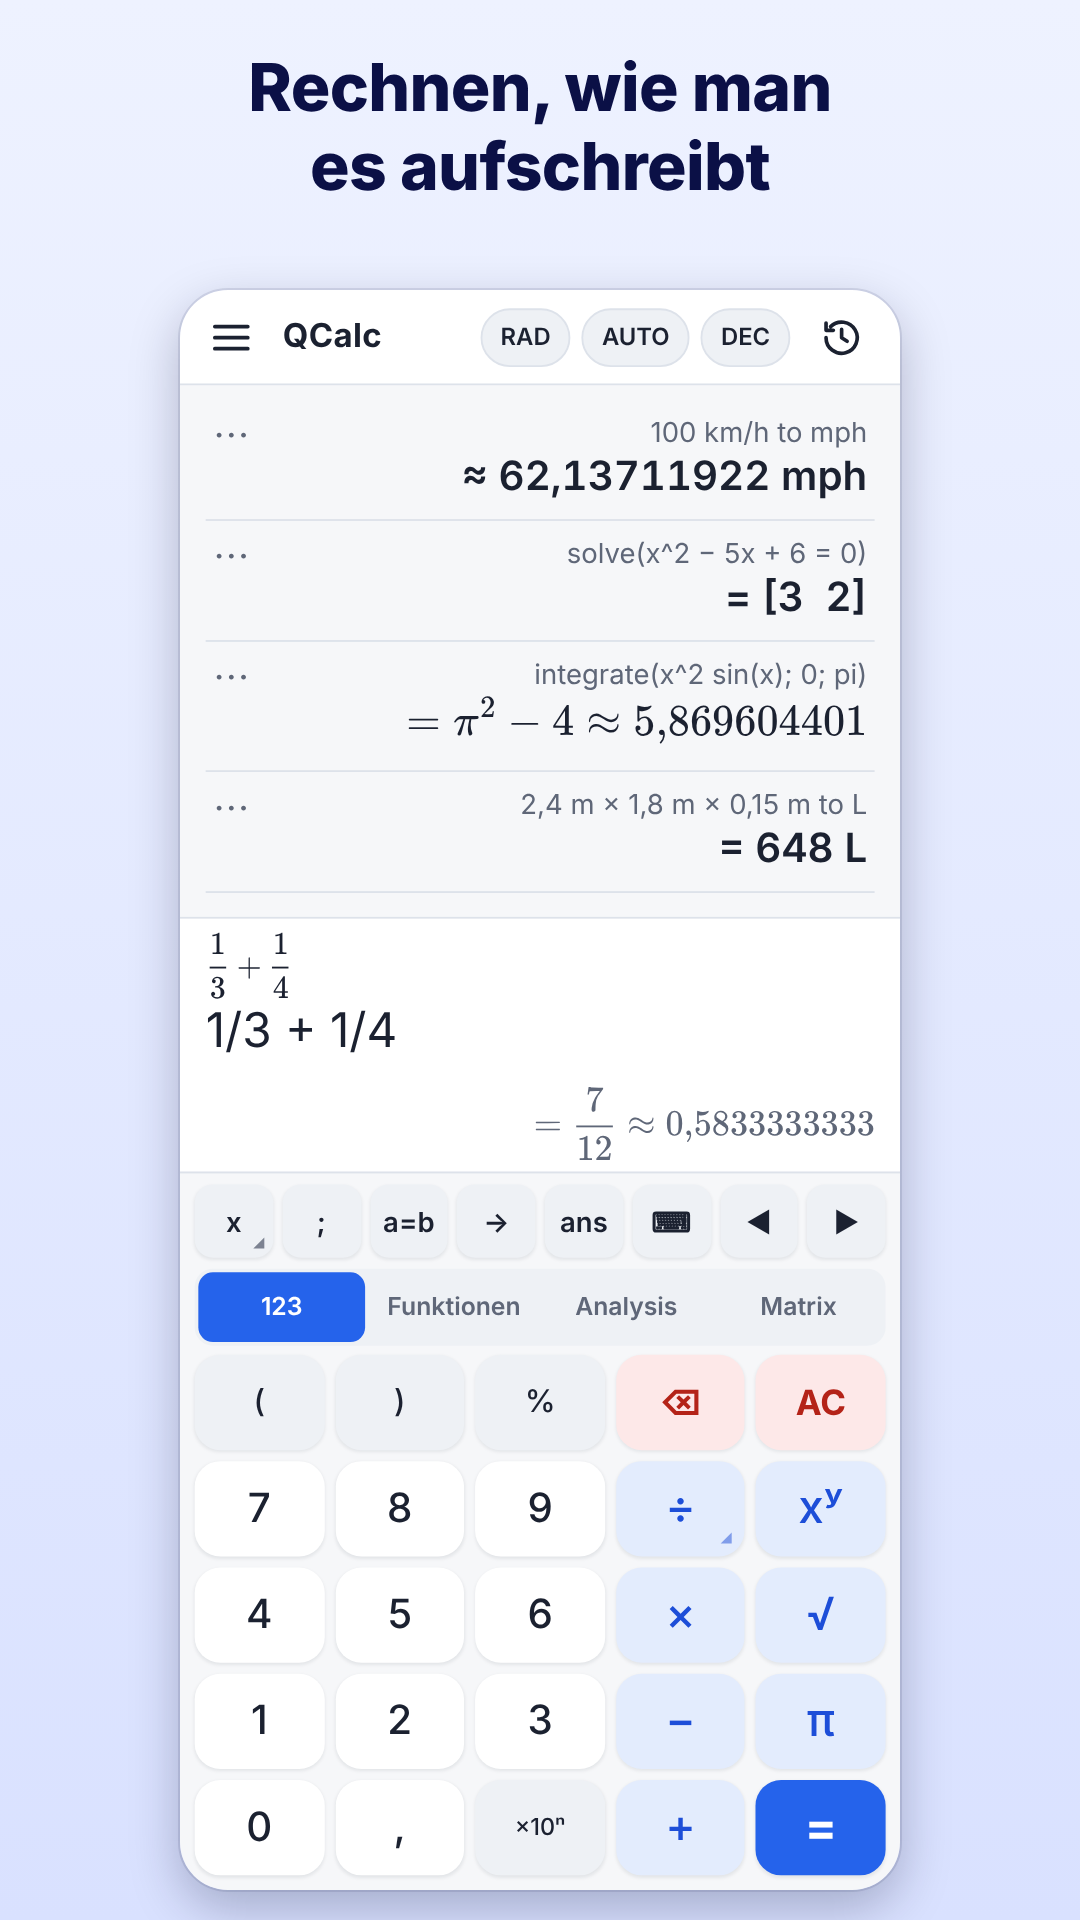 Rechnen, wie man
es aufschreibt
QCalc RAD AUTO DEC
... 100 km/h to mph
≈ 62,13711922 mph
... solve(x^2 − 5x + 6 = 0)
= [3 2]
... integrate(x^2 sin(x); 0; pi)
= π² − 4 ≈ 5,869604401
... 2,4 m × 1,8 m × 0,15 m to L
= 648 L
1/3 + 1/4
1/3 + 1/4
= 7/12 ≈ 0,5833333333
x ; a=b → ans ⌨ ◀ ▶
123 Funktionen Analysis Matrix
( ) % ⌫ AC
7 8 9 ÷ xʸ
4 5 6 × √
1 2 3 − π
0 , ×10ⁿ + =